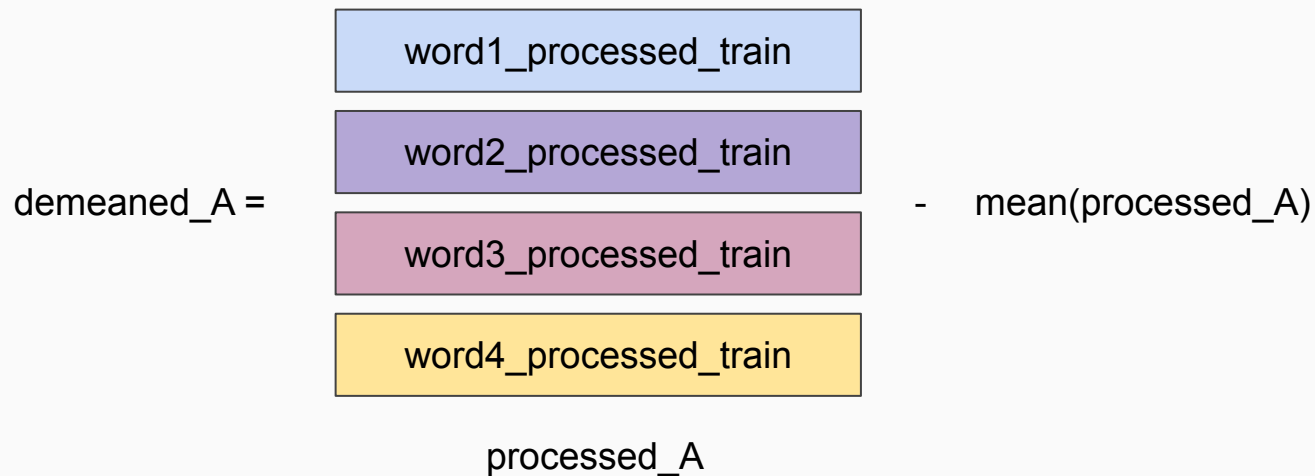 word1_processed_train
word2_processed_train
demeaned_A = - mean(processed_A)
word3_processed_train
word4_processed_train
processed_A